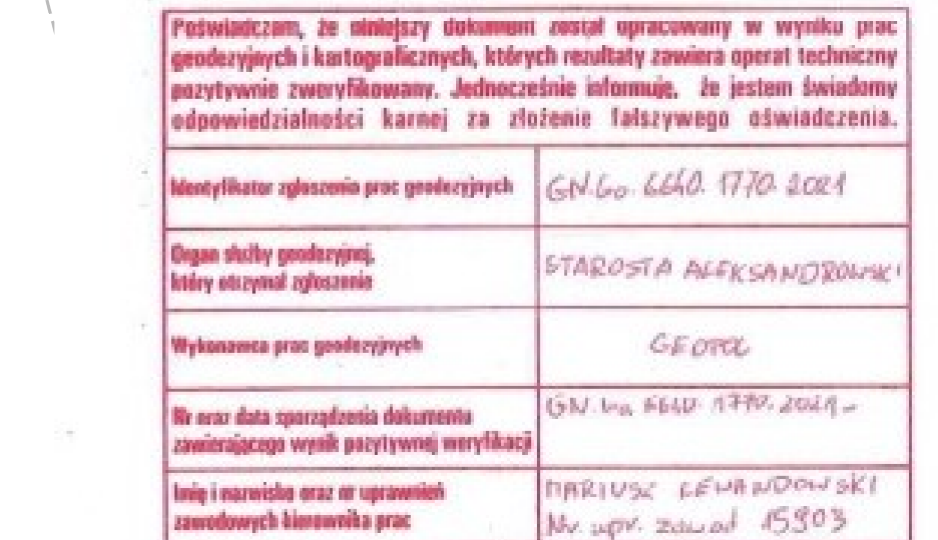 Poświadczam, że niniejszy dokument został opracowany w wyniku prac
geodezyjnych i kartograficznych, których rezultaty zawiera operat techniczny
pozytywnie zweryfikowany. Jednocześnie informuję, że jestem świadomy
odpowiedzialności karnej za złożenie fałszywego oświadczenia.
Identyfikator zgłoszenia prac geodezyjnych
GN.Go. 6640. 1770. 2021
Organ służby geodezyjnej,
który otrzymał zgłoszenie
STAROSTA ALEKSANDROWSKI
Wykonawca prac geodezyjnych
GEOPOL
Nr oraz data sporządzenia dokumentu
zawierającego wynik pozytywnej weryfikacji
1770. 2021
Imię i nazwisko oraz nr uprawnień
zawodowych kierownika prac
MARIUSZ LEWANDOWSKI
Nr. upr. zawod 15903